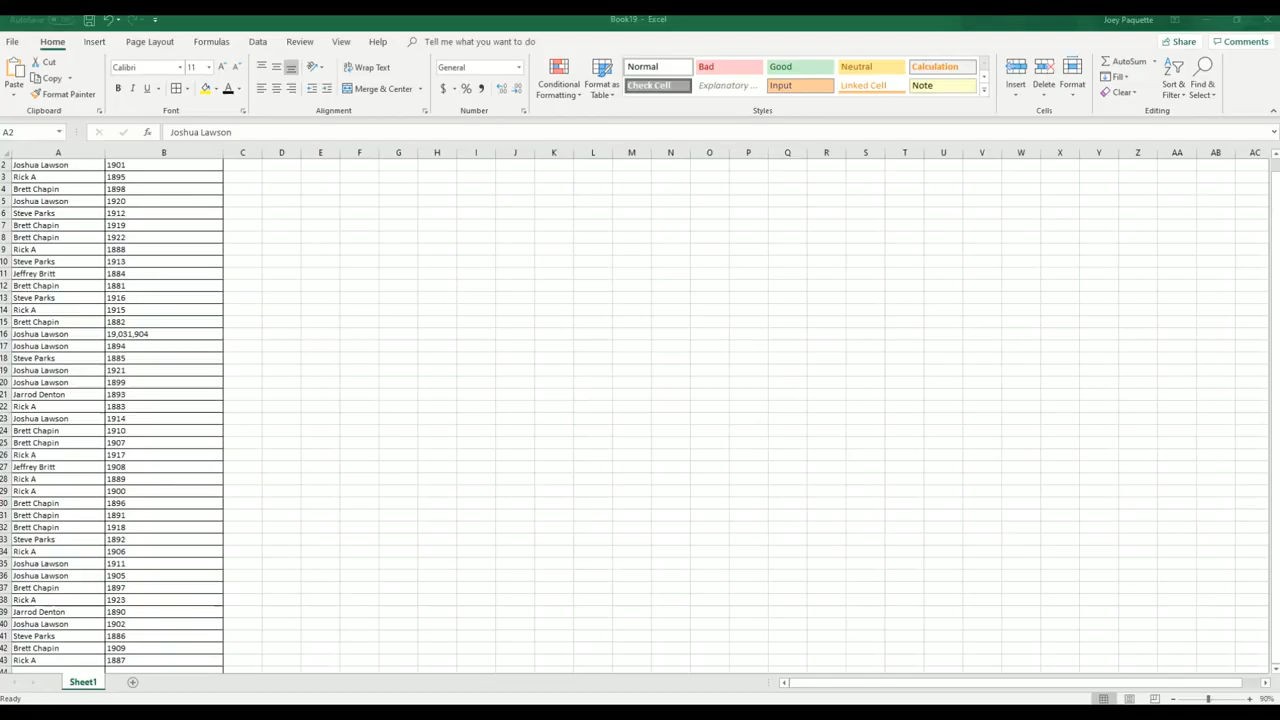 AutoSave Book19 - Excel Joey Paquette
File Home Insert Page Layout Formulas Data Review View Help Tell me what you want to do Share Comments
Cut
Copy
Format Painter
Paste
Clipboard
Calibri 11
B I U A
Font
Wrap Text
Merge & Center
Alignment
General
$ % ,
Number
Conditional Formatting
Format as Table
Normal Bad Good Neutral Calculation
Check Cell Explanatory ... Input Linked Cell Note
Styles
Insert Delete Format
Cells
AutoSum
Fill
Clear
Sort & Filter
Find & Select
Editing
A2 fx Joshua Lawson
A B C D E F G H I J K L M N O P Q R S T U V W X Y Z AA AB AC
2 Joshua Lawson 1901
3 Rick A 1895
4 Brett Chapin 1898
5 Joshua Lawson 1920
6 Steve Parks 1912
7 Brett Chapin 1919
8 Brett Chapin 1922
9 Rick A 1888
10 Steve Parks 1913
11 Jeffrey Britt 1884
12 Brett Chapin 1881
13 Steve Parks 1916
14 Rick A 1915
15 Brett Chapin 1882
16 Joshua Lawson 19,031,904
17 Joshua Lawson 1894
18 Steve Parks 1885
19 Joshua Lawson 1921
20 Joshua Lawson 1899
21 Jarrod Denton 1893
22 Rick A 1883
23 Joshua Lawson 1914
24 Brett Chapin 1910
25 Brett Chapin 1907
26 Rick A 1917
27 Jeffrey Britt 1908
28 Rick A 1889
29 Rick A 1900
30 Brett Chapin 1896
31 Brett Chapin 1891
32 Brett Chapin 1918
33 Steve Parks 1892
34 Rick A 1906
35 Joshua Lawson 1911
36 Joshua Lawson 1905
37 Brett Chapin 1897
38 Rick A 1923
39 Jarrod Denton 1890
40 Joshua Lawson 1902
41 Steve Parks 1886
42 Brett Chapin 1909
43 Rick A 1887
Sheet1
Ready 90%